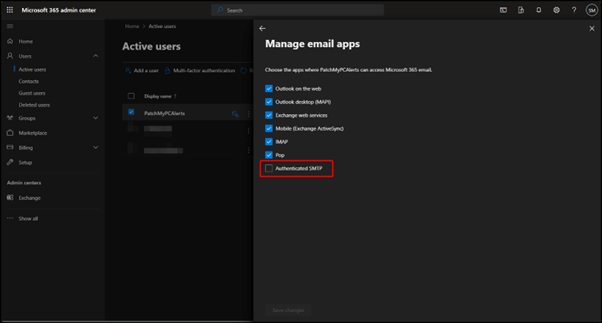 Microsoft 365 admin center
Search
SM
Home
Users
Active users
Contacts
Guest users
Deleted users
Groups
Marketplace
Billing
Setup
Admin centers
Exchange
Show all
Home > Active users
Active users
Add a user
Multi-factor authentication
Display name ↑
PatchMyPCAlerts
Manage email apps
Choose the apps where PatchMyPCAlerts can access Microsoft 365 email.
Outlook on the web
Outlook desktop (MAPI)
Exchange web services
Mobile (Exchange ActiveSync)
IMAP
Pop
Authenticated SMTP
Save changes